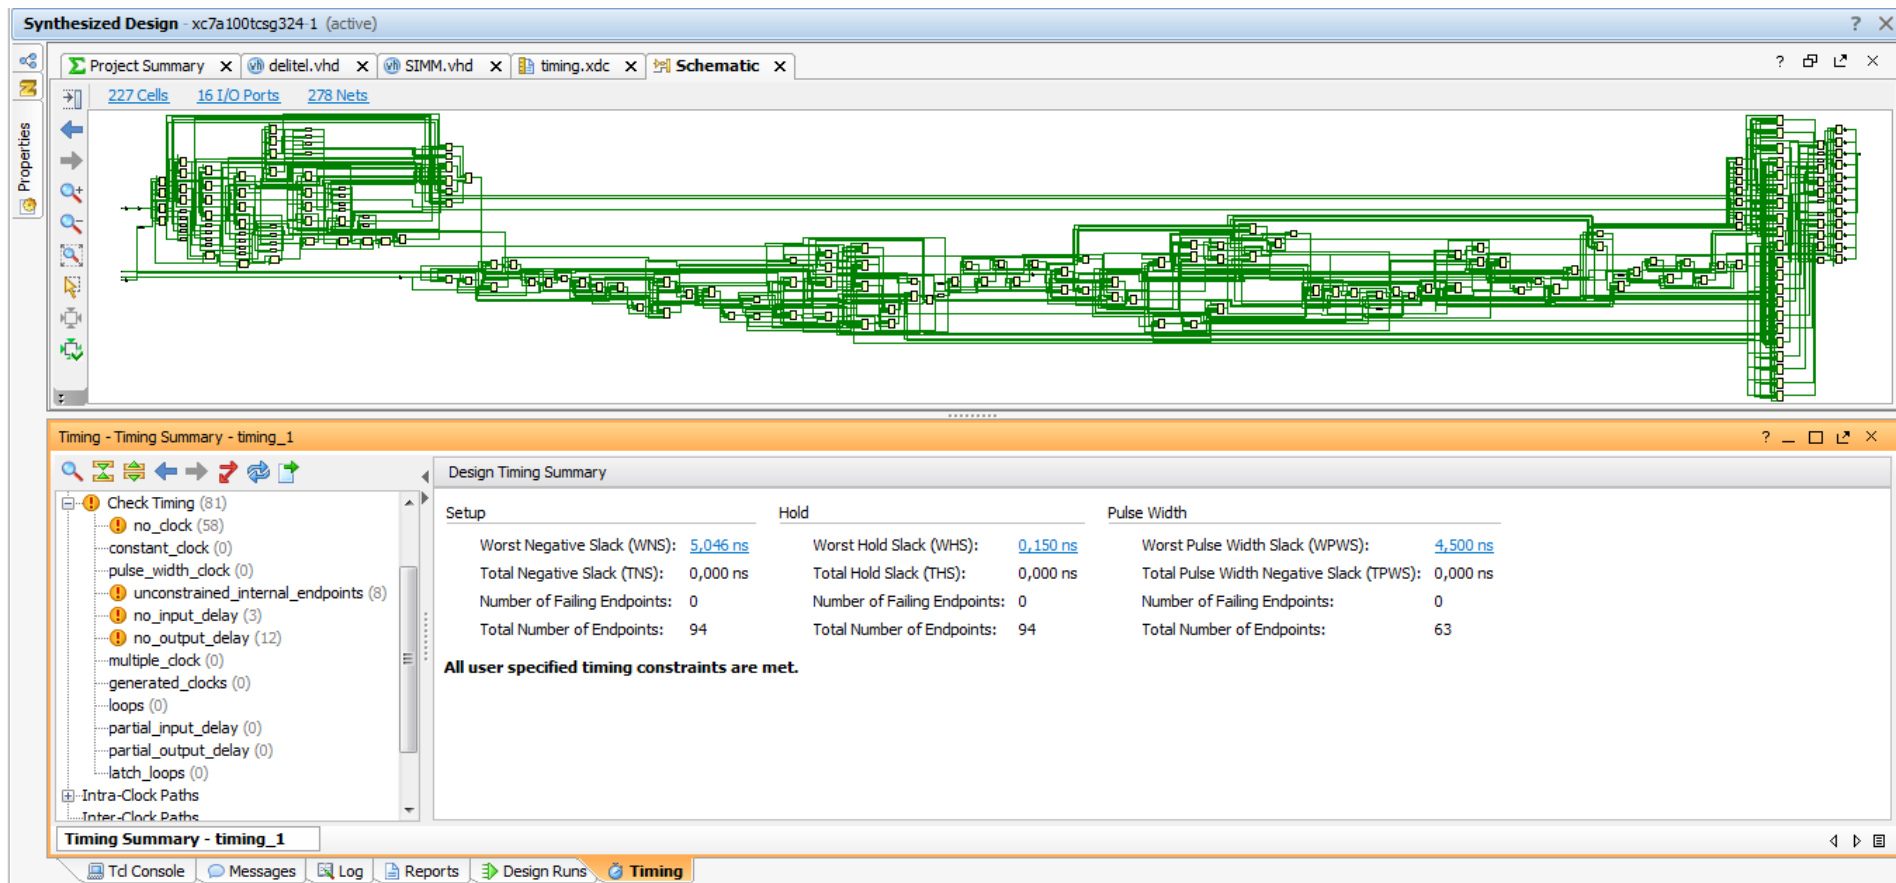 Synthesized Design - xc7a100tcsg324-1 (active)
Properties
Project Summary delitel.vhd SIMM.vhd timing.xdc Schematic
227 Cells 16 I/O Ports 278 Nets
Timing - Timing Summary - timing_1
Check Timing (81)
no_clock (58)
constant_clock (0)
pulse_width_clock (0)
unconstrained_internal_endpoints (8)
no_input_delay (3)
no_output_delay (12)
multiple_clock (0)
generated_clocks (0)
loops (0)
partial_input_delay (0)
partial_output_delay (0)
latch_loops (0)
Intra-Clock Paths
Inter-Clock Paths
Design Timing Summary
Setup Hold Pulse Width
Worst Negative Slack (WNS): 5,046 ns Worst Hold Slack (WHS): 0,150 ns Worst Pulse Width Slack (WPWS): 4,500 ns
Total Negative Slack (TNS): 0,000 ns Total Hold Slack (THS): 0,000 ns Total Pulse Width Negative Slack (TPWS): 0,000 ns
Number of Failing Endpoints: 0 Number of Failing Endpoints: 0 Number of Failing Endpoints: 0
Total Number of Endpoints: 94 Total Number of Endpoints: 94 Total Number of Endpoints: 63
All user specified timing constraints are met.
Timing Summary - timing_1
Tcl Console Messages Log Reports Design Runs Timing